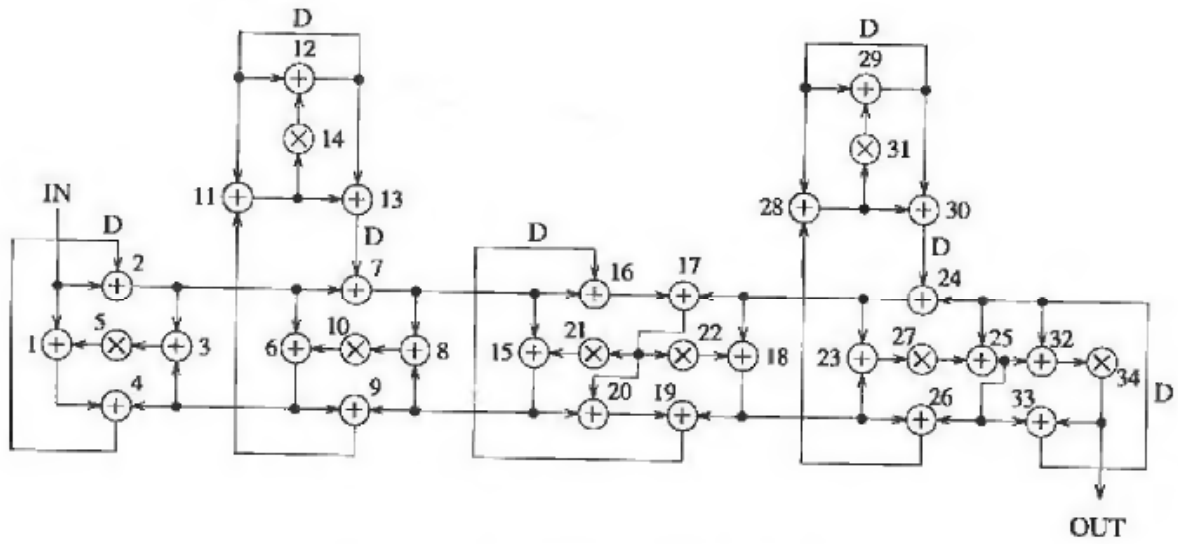 D D
12 29
14 31
IN 11 13 28 30
D D D D
2 7 16 17 24
1 5 3 6 10 8 15 21 22 18 23 27 25 32 34
4 9 20 19 26 33 D
OUT